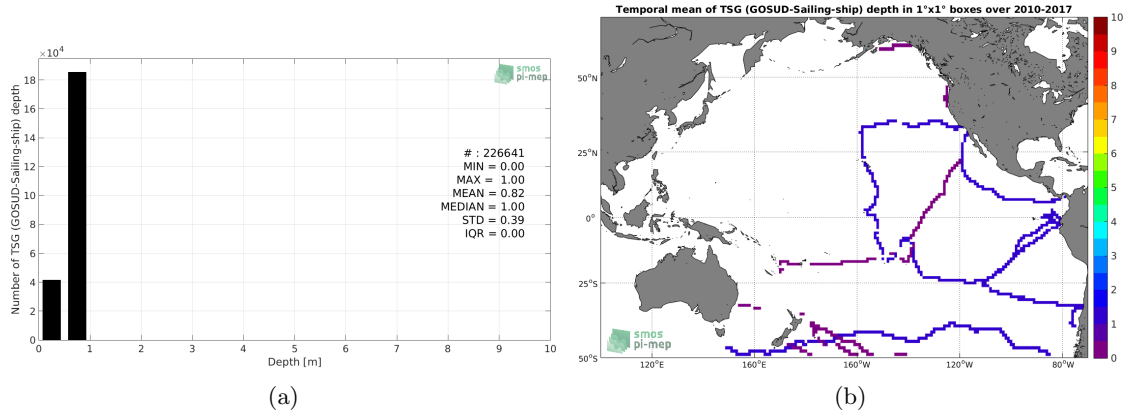 ×10⁴
18
16
14
12
10
8
6
4
2
0
Number of TSG (GOSUD-Sailing-ship) depth
0 1 2 3 4 5 6 7 8 9 10
Depth [m]
smos
pi-mep
# : 226641
MIN = 0.00
MAX = 1.00
MEAN = 0.82
MEDIAN = 1.00
STD = 0.39
IQR = 0.00
(a)
Temporal mean of TSG (GOSUD-Sailing-ship) depth in 1°x1° boxes over 2010-2017
50°N
25°N
0°
25°S
50°S
120°E 160°E 160°W 120°W 80°W
smos
pi-mep
10
9
8
7
6
5
4
3
2
1
0
(b)